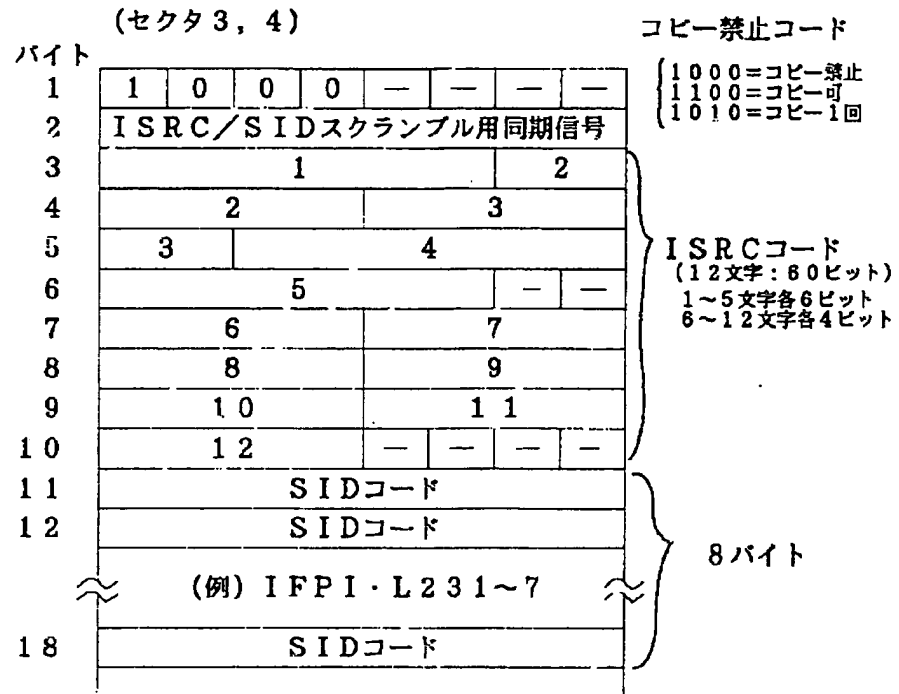 (セクタ3,4)
コピー禁止コード
バイト
1 1 0 0 0 — — — —
1000=コピー禁止
1100=コピー可
1010=コピー1回
2 ISRC/SIDスクランブル用同期信号
3 1 2
4 2 3
5 3 4
ISRCコード
(12文字:60ビット)
6 5 — —
1~5文字各6ビット
6~12文字各4ビット
7 6 7
8 8 9
9 10 11
10 12 — — — —
11 SIDコード
12 SIDコード
8バイト
(例) IFPI・L231~7
18 SIDコード